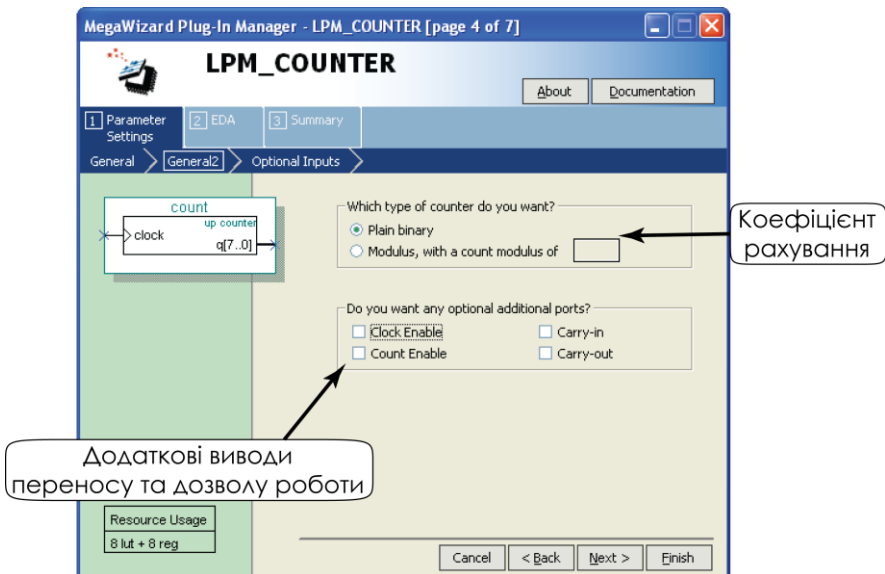 MegaWizard Plug-In Manager - LPM_COUNTER [page 4 of 7]
LPM_COUNTER
About
Documentation
1 Parameter Settings
2 EDA
3 Summary
General
General2
Optional Inputs
count
up counter
clock
q[7..0]
Which type of counter do you want?
Plain binary
Modulus, with a count modulus of
Коефіцієнт
рахування
Do you want any optional additional ports?
Clock Enable
Carry-in
Count Enable
Carry-out
Додаткові виводи
переносу та дозволу роботи
Resource Usage
8 lut + 8 reg
Cancel
< Back
Next >
Finish